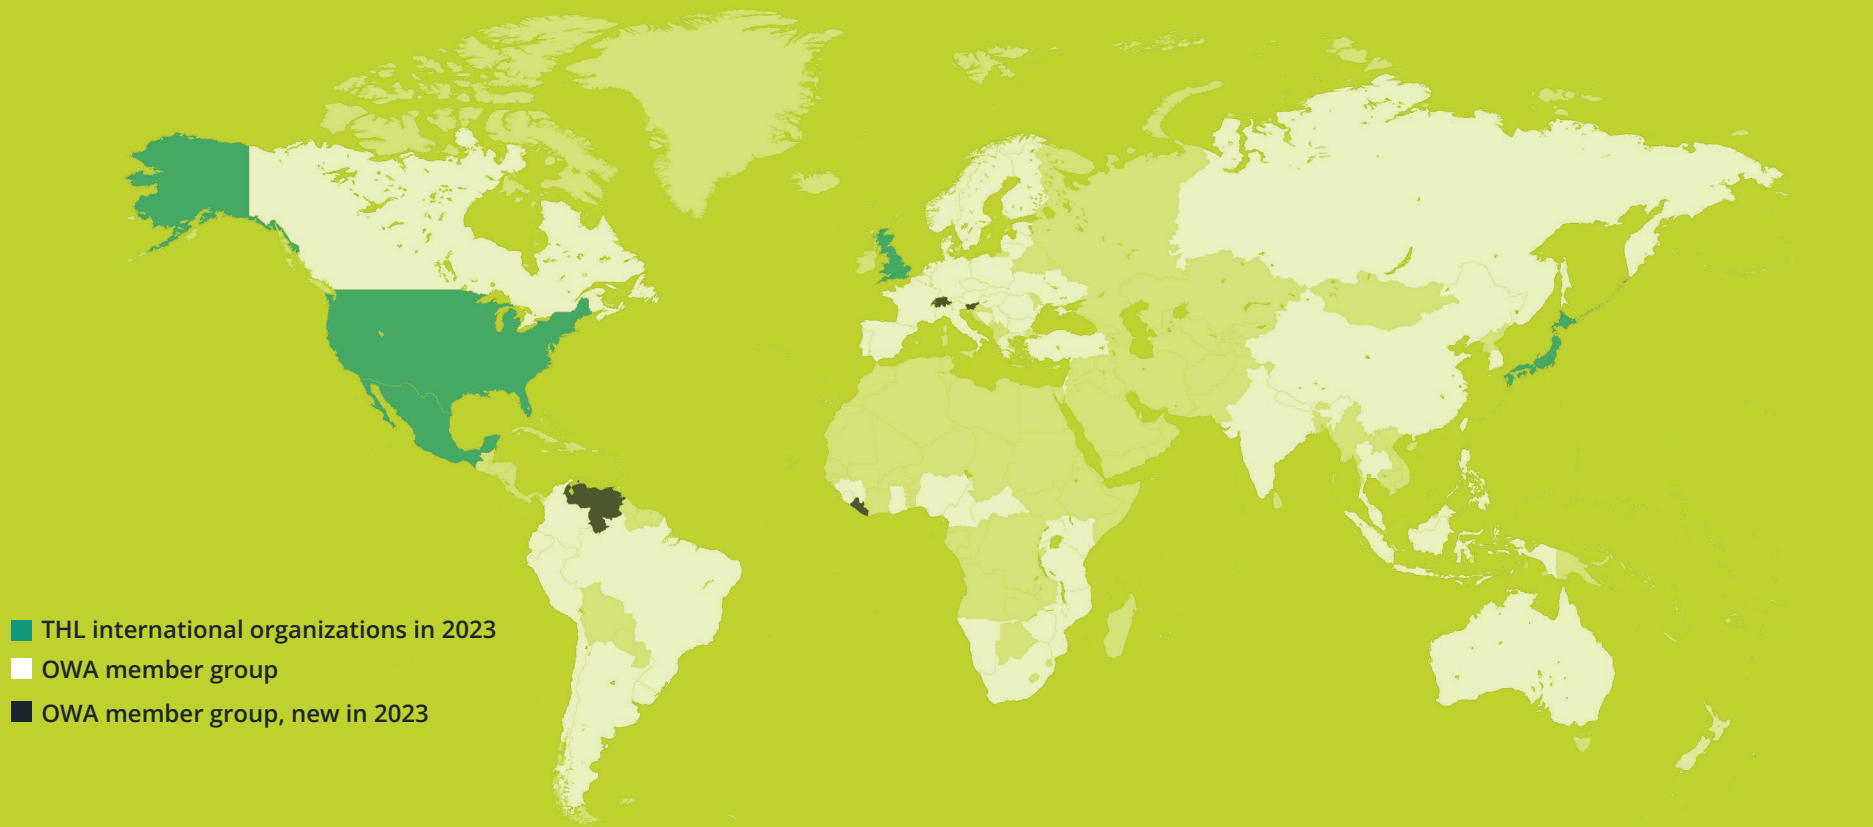 THL international organizations in 2023
OWA member group
OWA member group, new in 2023